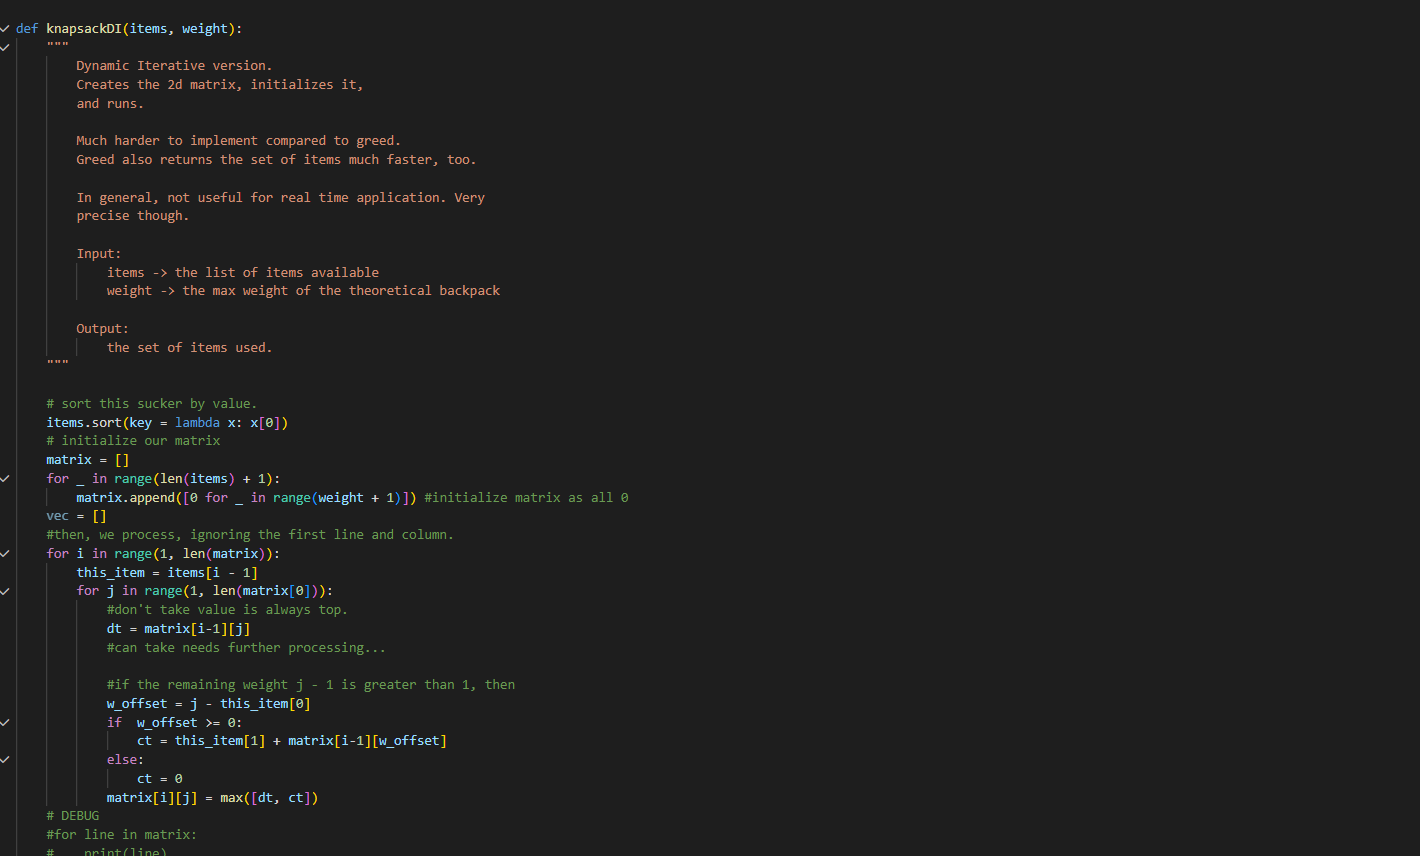 def knapsackDI(items, weight):
"""
Dynamic Iterative version.
Creates the 2d matrix, initializes it,
and runs.
Much harder to implement compared to greed.
Greed also returns the set of items much faster, too.
In general, not useful for real time application. Very
precise though.
Input:
items -> the list of items available
weight -> the max weight of the theoretical backpack
Output:
the set of items used.
"""
# sort this sucker by value.
items.sort(key = lambda x: x[0])
# initialize our matrix
matrix = []
for _ in range(len(items) + 1):
matrix.append([0 for _ in range(weight + 1)]) #initialize matrix as all 0
vec = []
#then, we process, ignoring the first line and column.
for i in range(1, len(matrix)):
this_item = items[i - 1]
for j in range(1, len(matrix[0])):
#don't take value is always top.
dt = matrix[i-1][j]
#can take needs further processing...
#if the remaining weight j - 1 is greater than 1, then
w_offset = j - this_item[0]
if  w_offset >= 0:
ct = this_item[1] + matrix[i-1][w_offset]
else:
ct = 0
matrix[i][j] = max([dt, ct])
# DEBUG
#for line in matrix:
#    print(line)